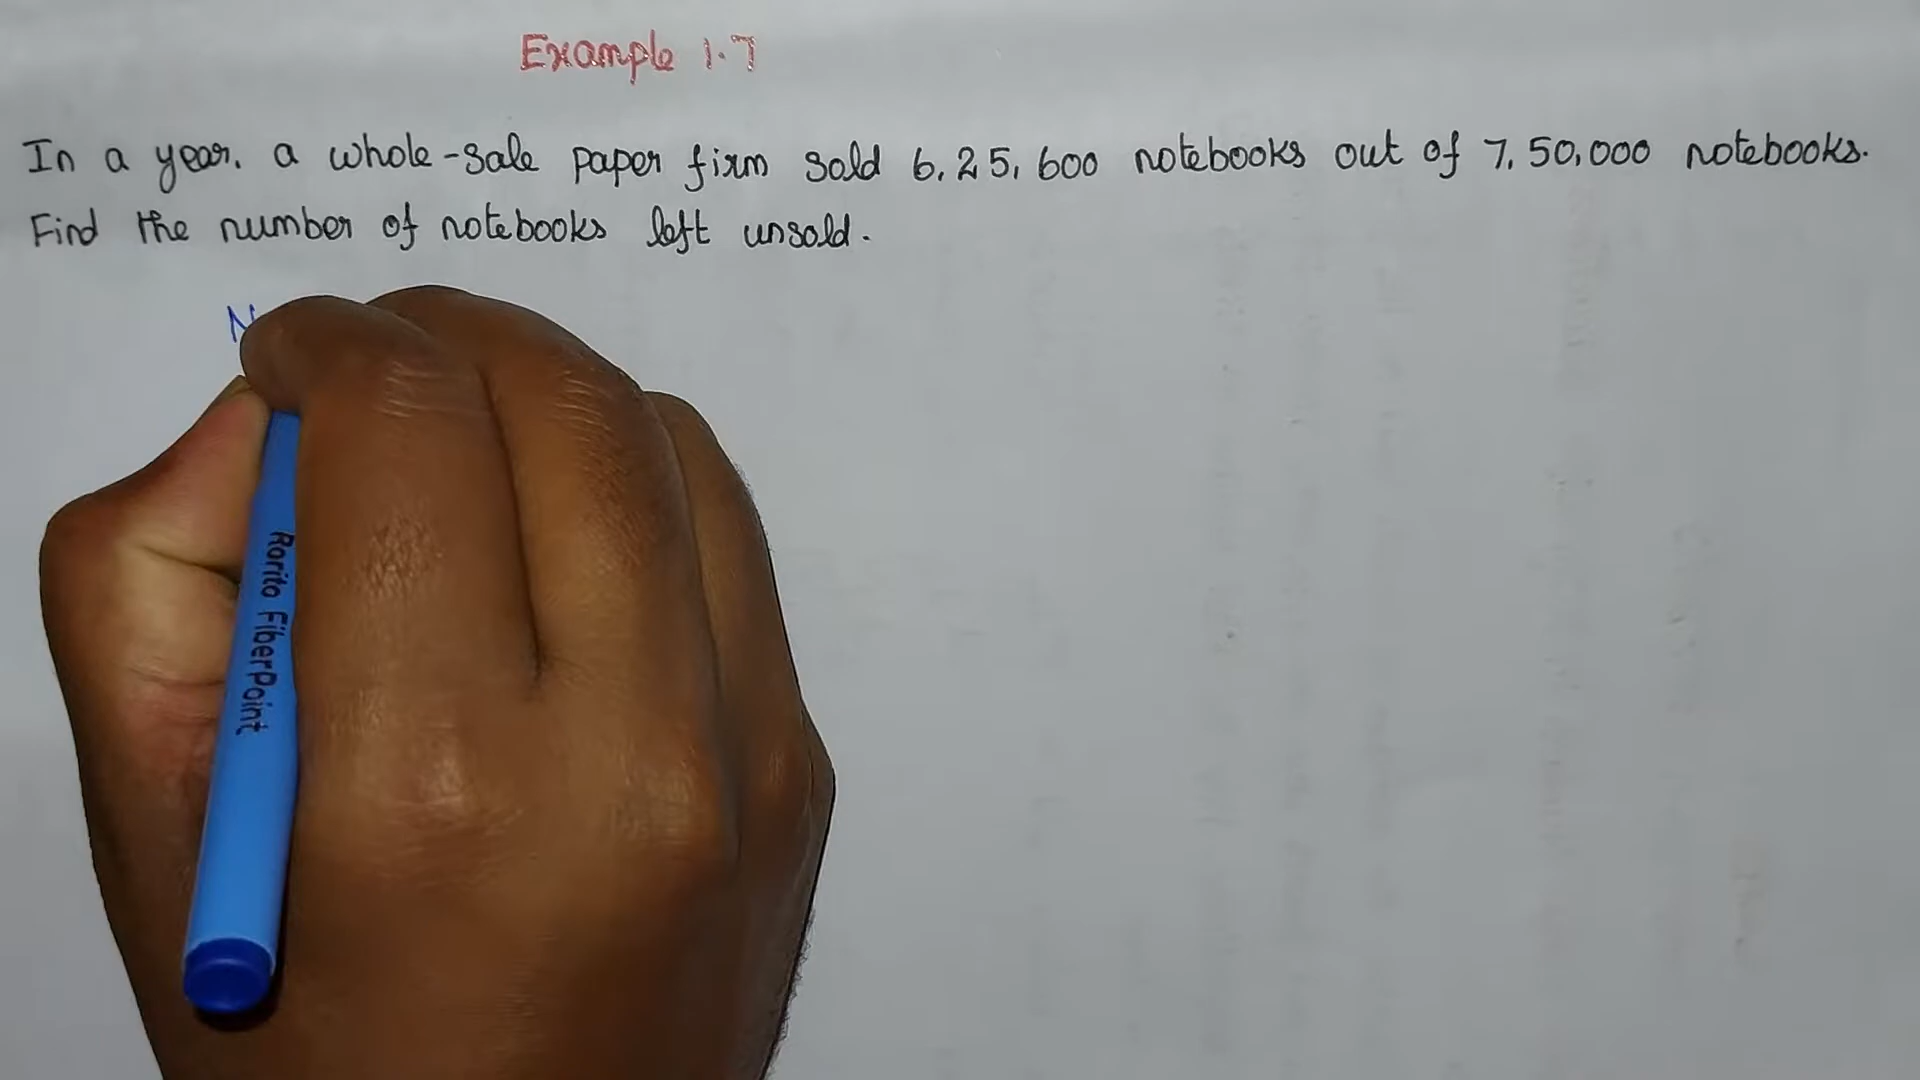 Example 1.7
In a year, a whole-sale paper firm sold 6,25,600 notebooks out of 7,50,000 notebooks.
Find the number of notebooks left unsold.
N
Rorito FiberPoint